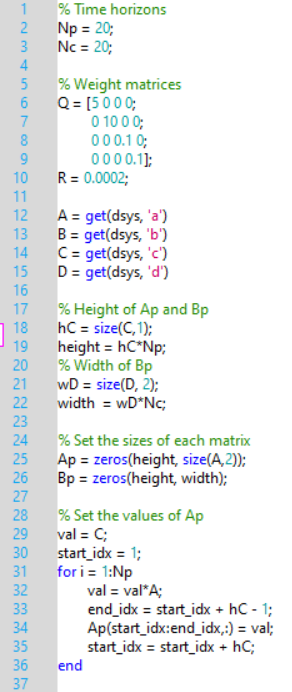 1 % Time horizons
2 Np = 20;
3 Nc = 20;
4
5 % Weight matrices
6 Q = [5 0 0 0;
7 0 10 0 0;
8 0 0 0.1 0;
9 0 0 0 0.1];
10 R = 0.0002;
11
12 A = get(dsys, 'a')
13 B = get(dsys, 'b')
14 C = get(dsys, 'c')
15 D = get(dsys, 'd')
16
17 % Height of Ap and Bp
18 hC = size(C,1);
19 height = hC*Np;
20 % Width of Bp
21 wD = size(D, 2);
22 width = wD*Nc;
23
24 % Set the sizes of each matrix
25 Ap = zeros(height, size(A,2));
26 Bp = zeros(height, width);
27
28 % Set the values of Ap
29 val = C;
30 start_idx = 1;
31 for i = 1:Np
32 val = val*A;
33 end_idx = start_idx + hC - 1;
34 Ap(start_idx:end_idx,:) = val;
35 start_idx = start_idx + hC;
36 end
37